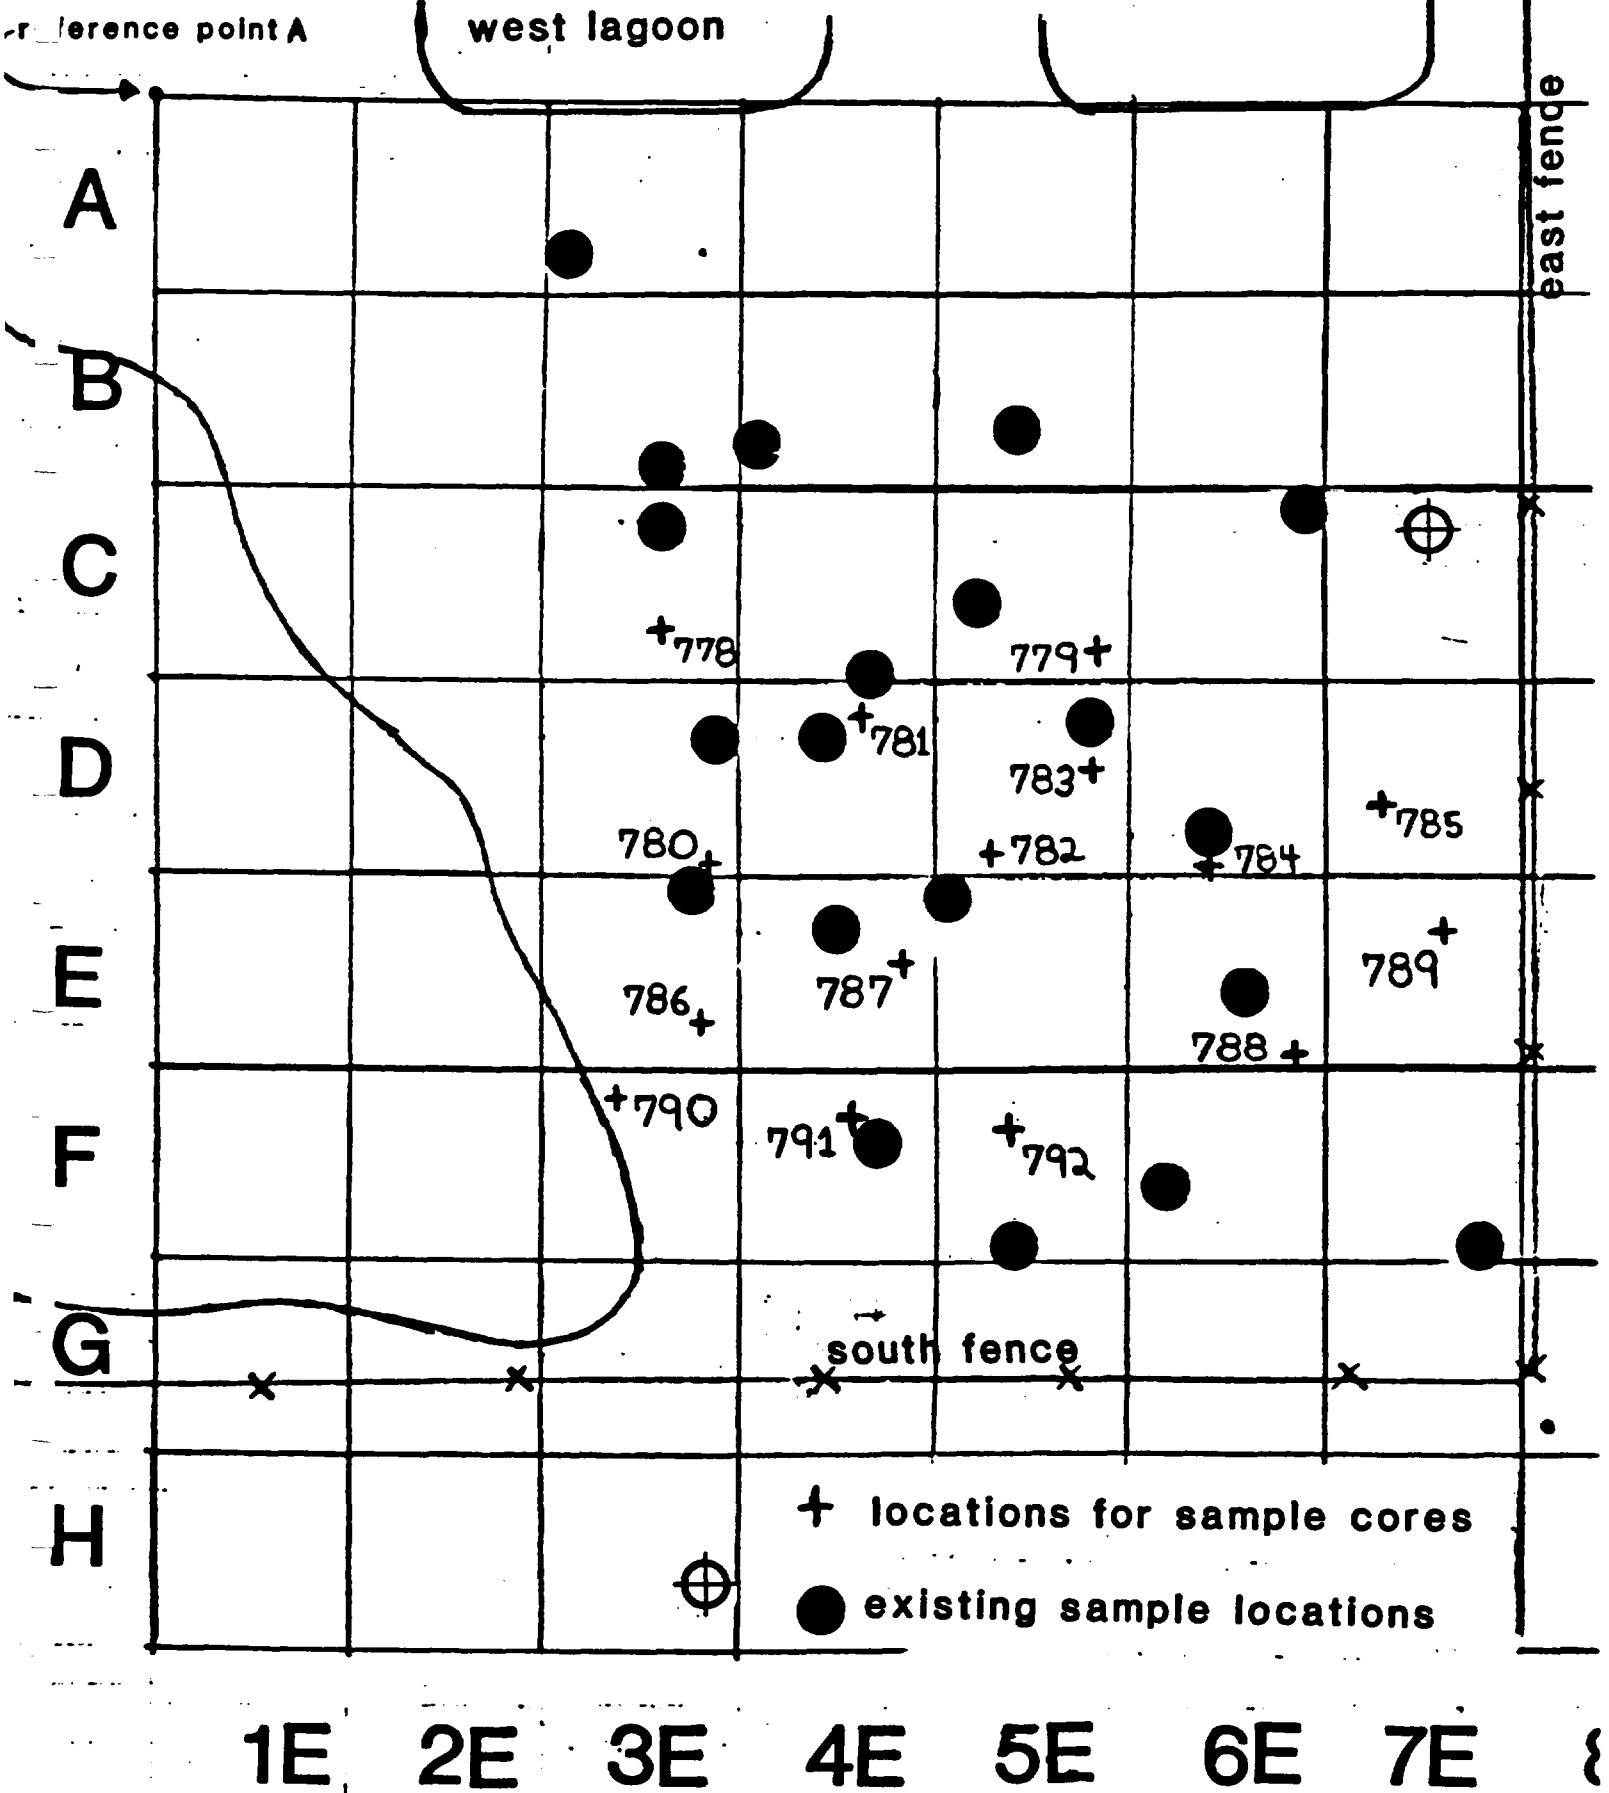 point A
west lagoon
east fence
A
B
C
778
779
D
781
783
785
780
782
784
E
789
787
786
788
F
790
791
792
G
south fence
H
+ locations for sample cores
existing sample locations
1E 2E 3E 4E 5E 6E 7E